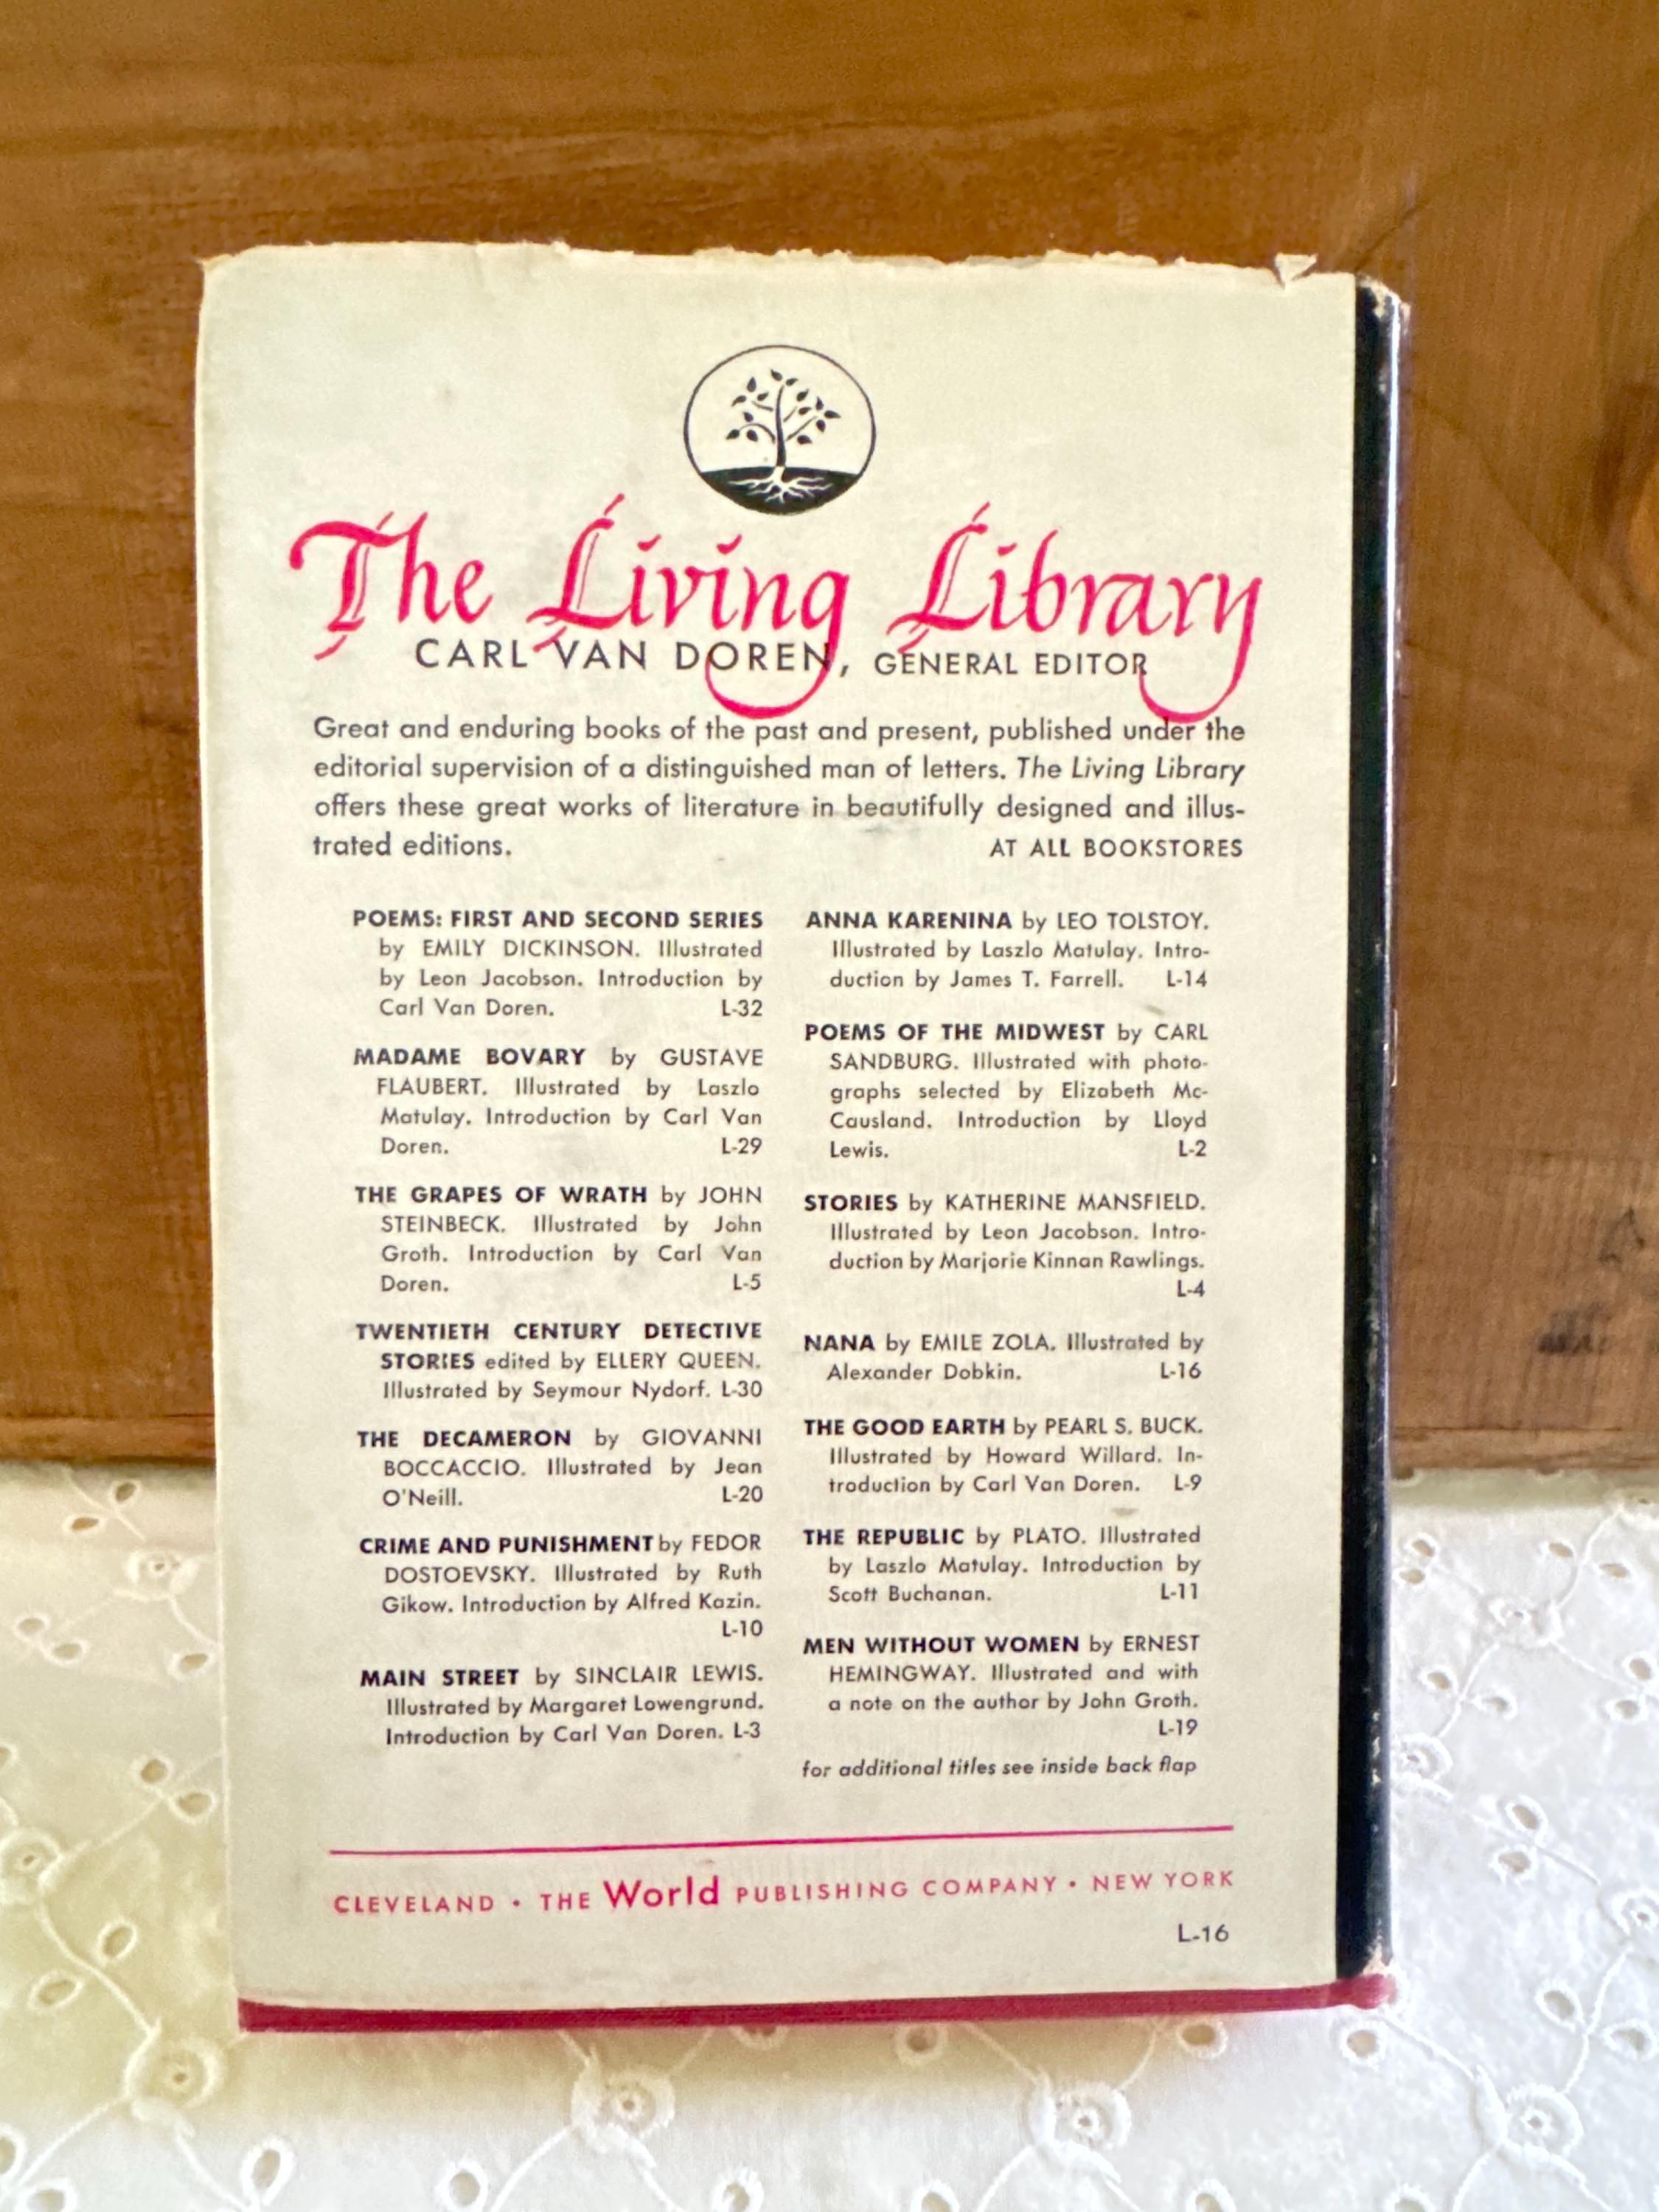 The Living Library
CARL VAN DOREN, GENERAL EDITOR
Great and enduring books of the past and present, published under the
editorial supervision of a distinguished man of letters. The Living Library
offers these great works of literature in beautifully designed and illus-
trated editions. AT ALL BOOKSTORES
POEMS: FIRST AND SECOND SERIES
by EMILY DICKINSON. Illustrated
by Leon Jacobson. Introduction by
Carl Van Doren. L-32
MADAME BOVARY by GUSTAVE
FLAUBERT. Illustrated by Laszlo
Matulay. Introduction by Carl Van
Doren. L-29
THE GRAPES OF WRATH by JOHN
STEINBECK. Illustrated by John
Groth. Introduction by Carl Van
Doren. L-5
TWENTIETH CENTURY DETECTIVE
STORIES edited by ELLERY QUEEN.
Illustrated by Seymour Nydorf. L-30
THE DECAMERON by GIOVANNI
BOCCACCIO. Illustrated by Jean
O'Neill. L-20
CRIME AND PUNISHMENT by FEDOR
DOSTOEVSKY. Illustrated by Ruth
Gikow. Introduction by Alfred Kazin.
L-10
MAIN STREET by SINCLAIR LEWIS.
Illustrated by Margaret Lowengrund.
Introduction by Carl Van Doren. L-3
ANNA KARENINA by LEO TOLSTOY.
Illustrated by Laszlo Matulay. Intro-
duction by James T. Farrell. L-14
POEMS OF THE MIDWEST by CARL
SANDBURG. Illustrated with photo-
graphs selected by Elizabeth Mc-
Causland. Introduction by Lloyd
Lewis. L-2
STORIES by KATHERINE MANSFIELD.
Illustrated by Leon Jacobson. Intro-
duction by Marjorie Kinnan Rawlings.
L-4
NANA by EMILE ZOLA. Illustrated by
Alexander Dobkin. L-16
THE GOOD EARTH by PEARL S. BUCK.
Illustrated by Howard Willard. In-
troduction by Carl Van Doren. L-9
THE REPUBLIC by PLATO. Illustrated
by Laszlo Matulay. Introduction by
Scott Buchanan. L-11
MEN WITHOUT WOMEN by ERNEST
HEMINGWAY. Illustrated and with
a note on the author by John Groth.
L-19
for additional titles see inside back flap
CLEVELAND • THE World PUBLISHING COMPANY • NEW YORK
L-16